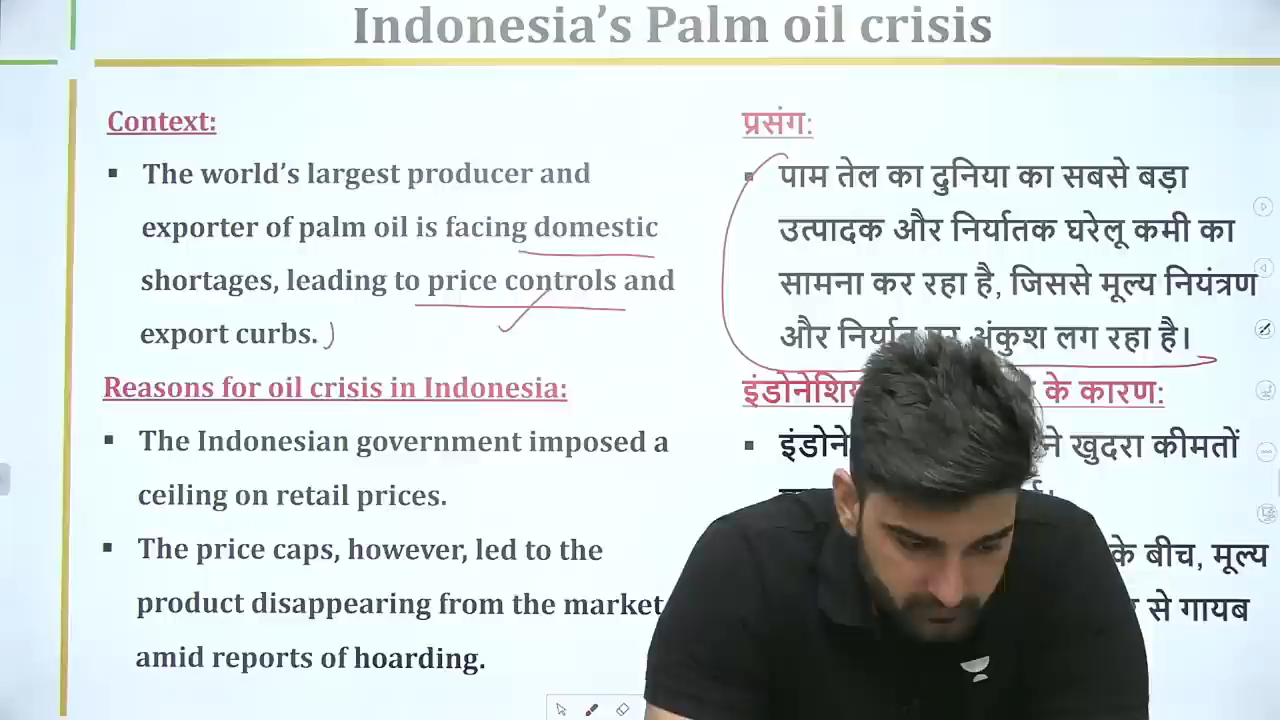 Indonesia's Palm oil crisis
Context:
▪ The world's largest producer and
exporter of palm oil is facing domestic
shortages, leading to price controls and
export curbs.
Reasons for oil crisis in Indonesia:
▪ The Indonesian government imposed a
ceiling on retail prices.
▪ The price caps, however, led to the
product disappearing from the market
amid reports of hoarding.
प्रसंग:
▪ पाम तेल का दुनिया का सबसे बड़ा
उत्पादक और निर्यातक घरेलू कमी का
सामना कर रहा है, जिससे मूल्य नियंत्रण
और अंकुश लग रहा है।
के कारण:
▪ ने खुदरा कीमतों
के बीच, मूल्य
से गायब